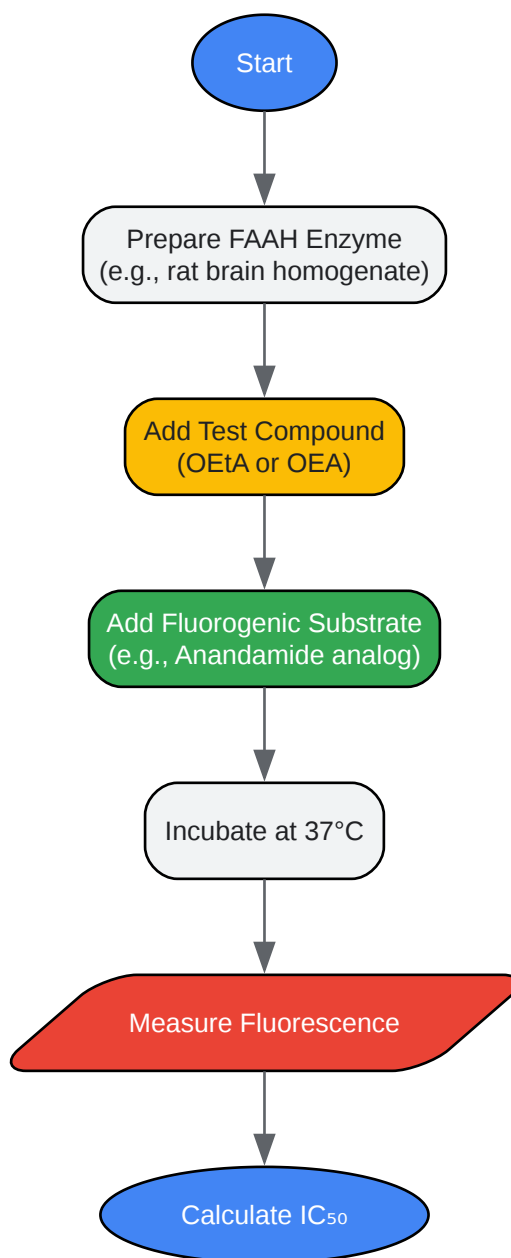 Start
Prepare FAAH Enzyme
(e.g., rat brain homogenate)
Add Test Compound
(OEtA or OEA)
Add Fluorogenic Substrate
(e.g., Anandamide analog)
Incubate at 37°C
Measure Fluorescence
Calculate IC₅₀